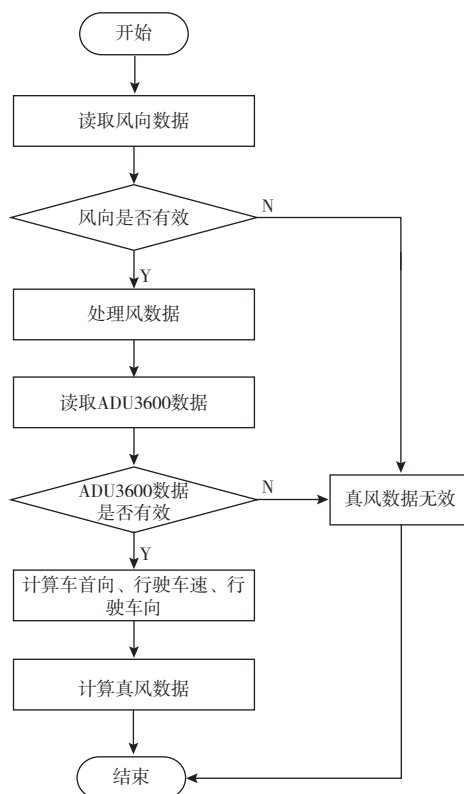 开始
读取风向数据
风向是否有效
N
Y
处理风数据
读取ADU3600数据
ADU3600数据
是否有效
N
真风数据无效
Y
计算车首向、行驶车速、行
驶车向
计算真风数据
结束